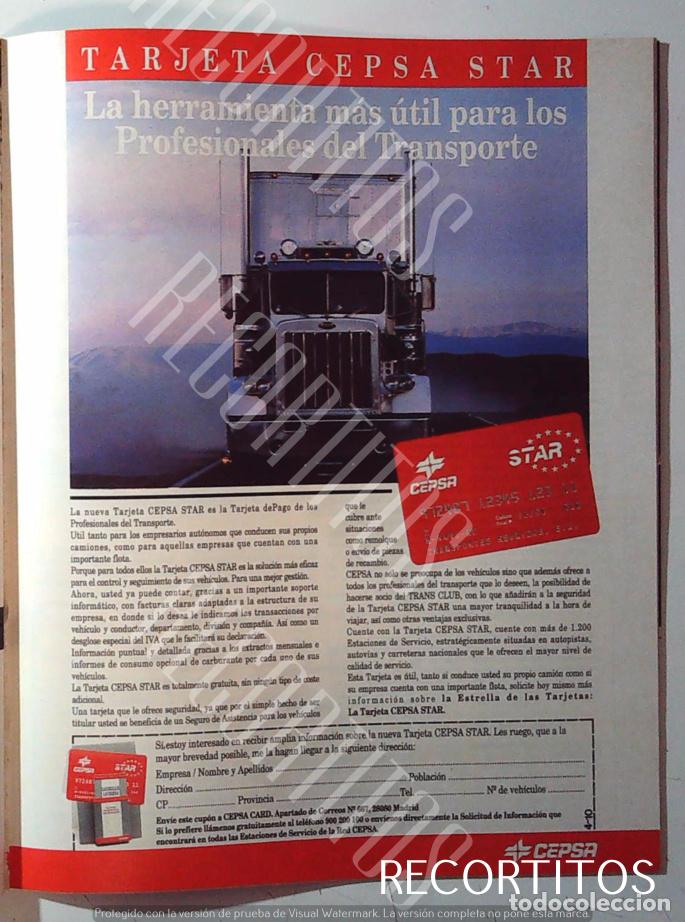 TARJETA CEPSA STAR
La herramienta más útil para los
Profesionales del Transporte
CEPSA
STAR
La nueva Tarjeta CEPSA STAR es la Tarjeta dePago de los
Profesionales del Transporte.
Util tanto para los empresarios autónomos que conducen sus propios
camiones, como para aquellas empresas que cuentan con una
importante flota.
Porque para todos ellos la Tarjeta CEPSA STAR es la solución más eficaz
para el control y seguimiento de sus vehículos. Para una mejor gestión.
Ahora, usted ya puede contar, gracias a un importante soporte
informático, con facturas claras adaptadas a la estructura de su
empresa, en donde si lo desea le indicamos las transacciones por
vehículo y conductor, departamento, división y compañía. Así como un
desglose especial del IVA que le facilitará su declaración.
Información puntual y detallada gracias a los extractos mensuales e
informes de consumo opcional de carburante por cada uno de sus
vehículos.
La Tarjeta CEPSA STAR es totalmente gratuita, sin ningún tipo de coste
adicional.
Una tarjeta que le ofrece seguridad, ya que por el simple hecho de ser
titular usted se beneficia de un Seguro de Asistencia para los vehículos
que le
cubre ante
situaciones
como remolque
o envío de piezas
de recambio.
CEPSA no sólo se preocupa de los vehículos sino que además ofrece a
todos los profesionales del transporte que lo deseen, la posibilidad de
hacerse socio del TRANS CLUB, con lo que añadirán a la seguridad
de la Tarjeta CEPSA STAR una mayor tranquilidad a la hora de
viajar, así como otras ventajas exclusivas.
Cuente con la Tarjeta CEPSA STAR, cuente con más de 1.200
Estaciones de Servicio, estratégicamente situadas en autopistas,
autovías y carreteras nacionales que le ofrecen el mayor nivel de
calidad de servicio.
Esta Tarjeta es útil, tanto si conduce usted su propio camión como si
su empresa cuenta con una importante flota, solicite hoy mismo más
información sobre la Estrella de las Tarjetas:
La Tarjeta CEPSA STAR.
Sí, estoy interesado en recibir amplia información sobre la nueva Tarjeta CEPSA STAR. Les ruego, que a la
mayor brevedad posible, me la hagan llegar a la siguiente dirección:
Empresa / Nombre y Apellidos
Dirección Población
CP Provincia Tel. Nº de vehículos
Envíe este cupón a CEPSA CARD. Apartado de Correos Nº 667, 28080 Madrid
Si lo prefiere llámenos gratuitamente al teléfono 900 200 100 o envíenos directamente la Solicitud de Información que
encontrará en todas las Estaciones de Servicio de la Red CEPSA.
4-10
CEPSA
STAR
CEPSA
RECORTITOS
RECORTITOS
RECORTITOS
RECORTITOS
todocoleccion
Protegido con la versión de prueba de Visual Watermark. La versión completa no pone esta marca.